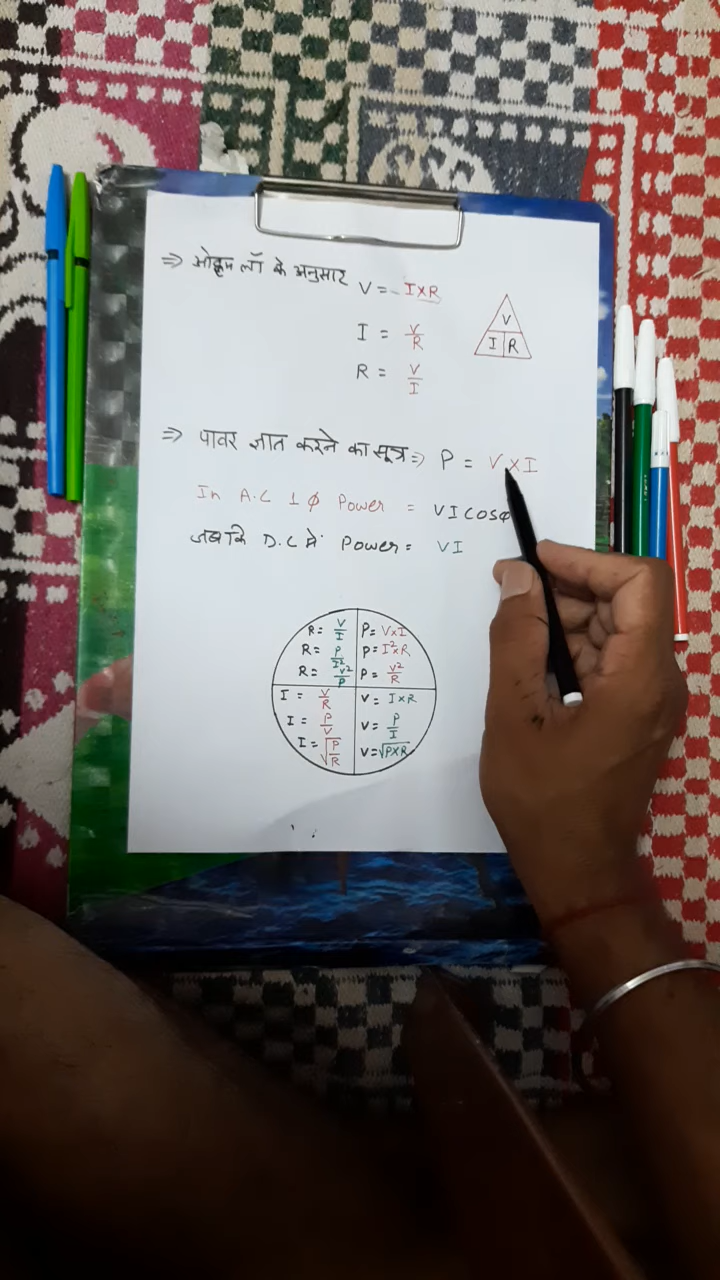 ⇒ ओह्म लॉ के अनुसार V = I×R
I = V/R
R = V/I
V
I R
⇒ पावर ज्ञात करने का सूत्र ⇒ P = V×I
In A.C 1φ Power = VICOSφ
जबकि D.C में Power = VI
R = V/I
R = P/I²
R = V²/P
P = V×I
P = I²×R
P = V²/R
I = V/R
I = P/V
I = √P/R
V = I×R
V = P/I
V = √P×R